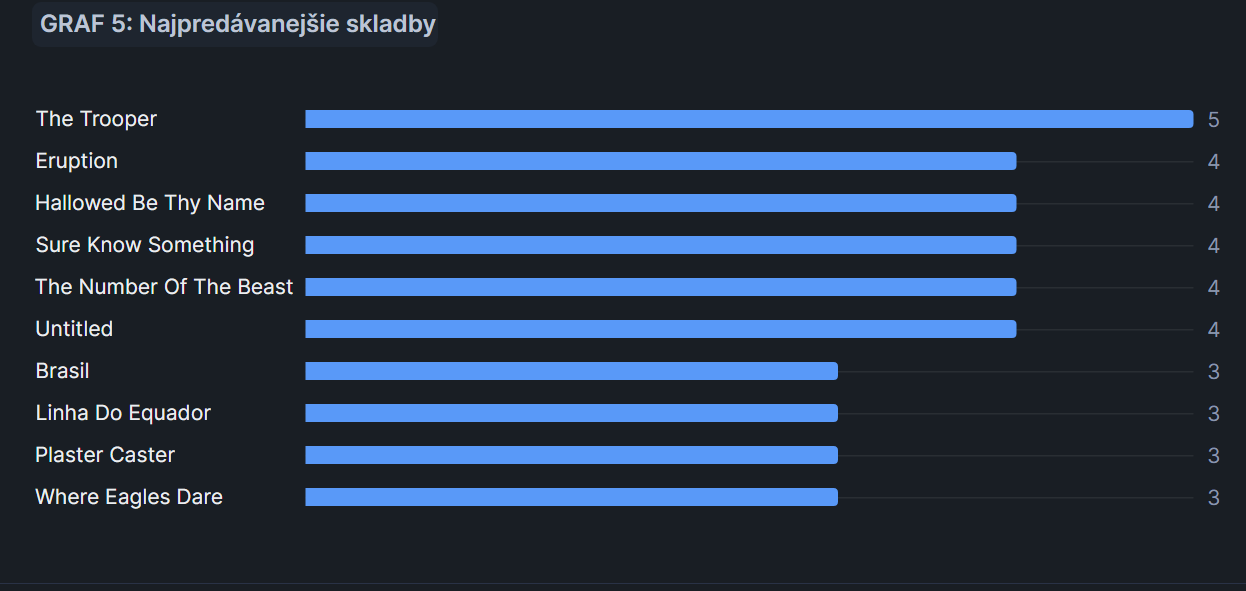 GRAF 5: Najpredávanejšie skladby
The Trooper 5
Eruption 4
Hallowed Be Thy Name 4
Sure Know Something 4
The Number Of The Beast 4
Untitled 4
Brasil 3
Linha Do Equador 3
Plaster Caster 3
Where Eagles Dare 3